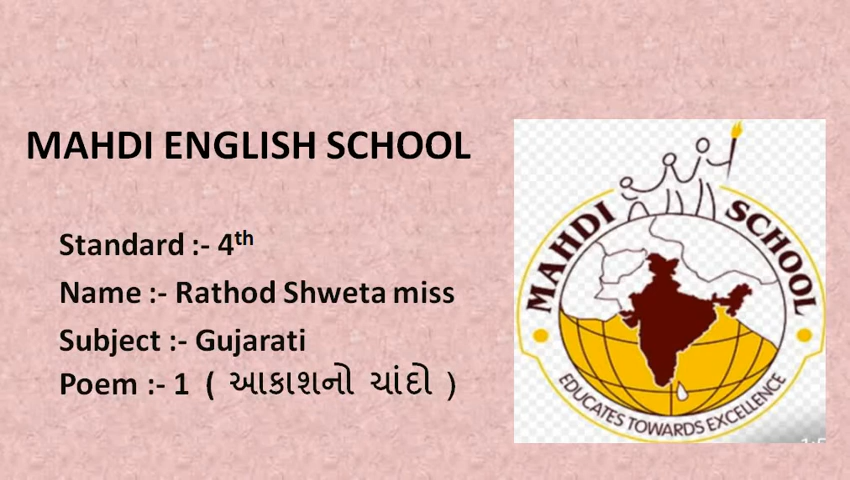 MAHDI ENGLISH SCHOOL
Standard :- 4th
Name :- Rathod Shweta miss
Subject :- Gujarati
Poem :- 1 ( આકાશનો ચાંદો )
MAHDI SCHOOL
EDUCATES TOWARDS EXCELLENCE